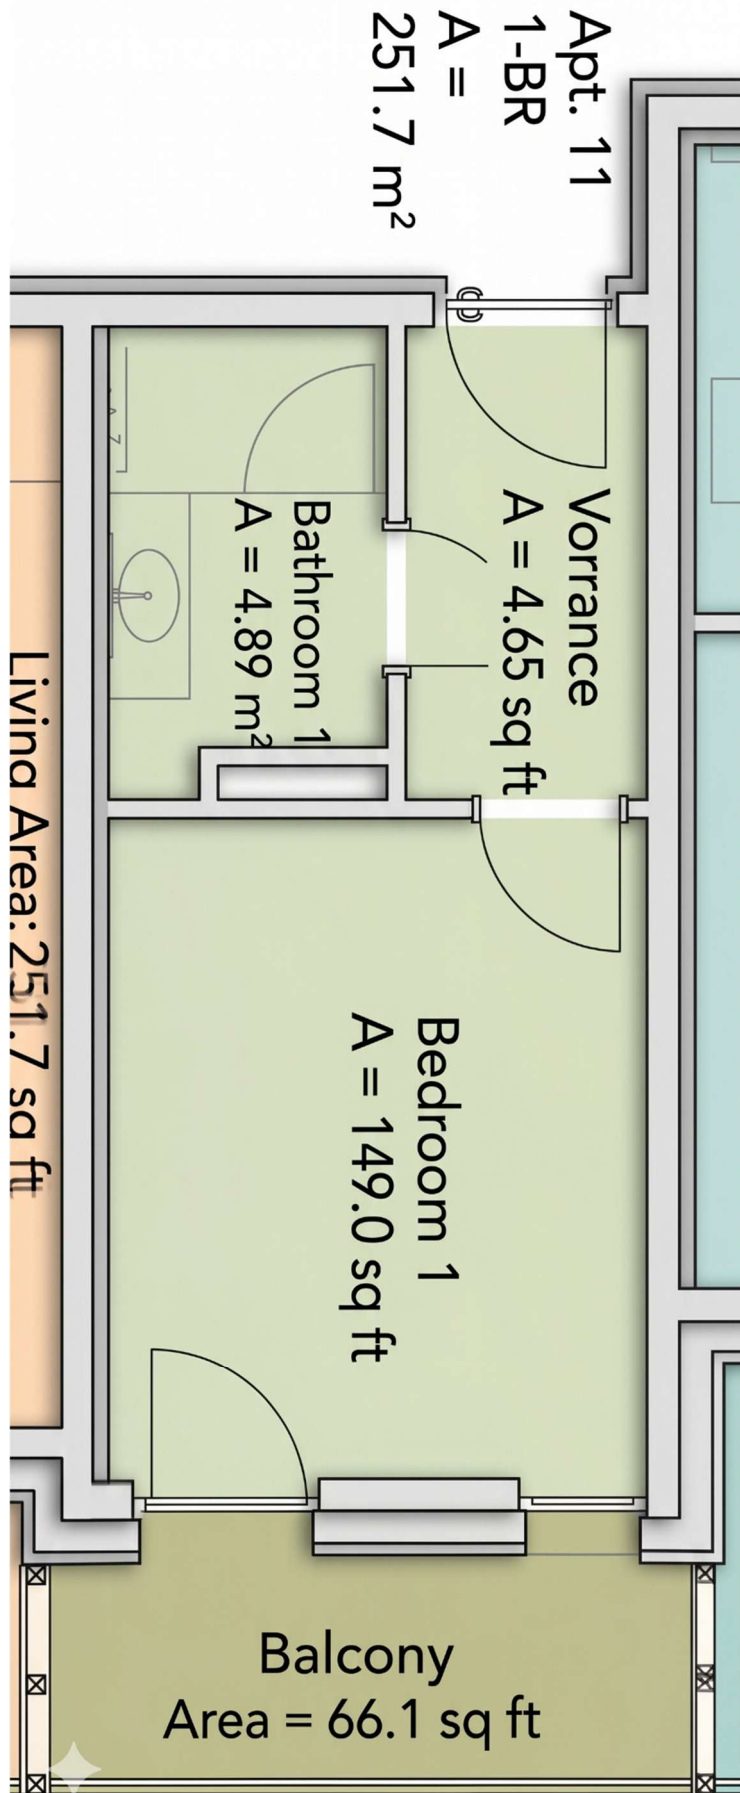 Apt. 11
1-BR
A =
251.7 m²
Vorrance
A = 4.65 sq ft
Bathroom 1
A = 4.89 m²
Living Area: 251.7 sq ft
Bedroom 1
A = 149.0 sq ft
Balcony
Area = 66.1 sq ft